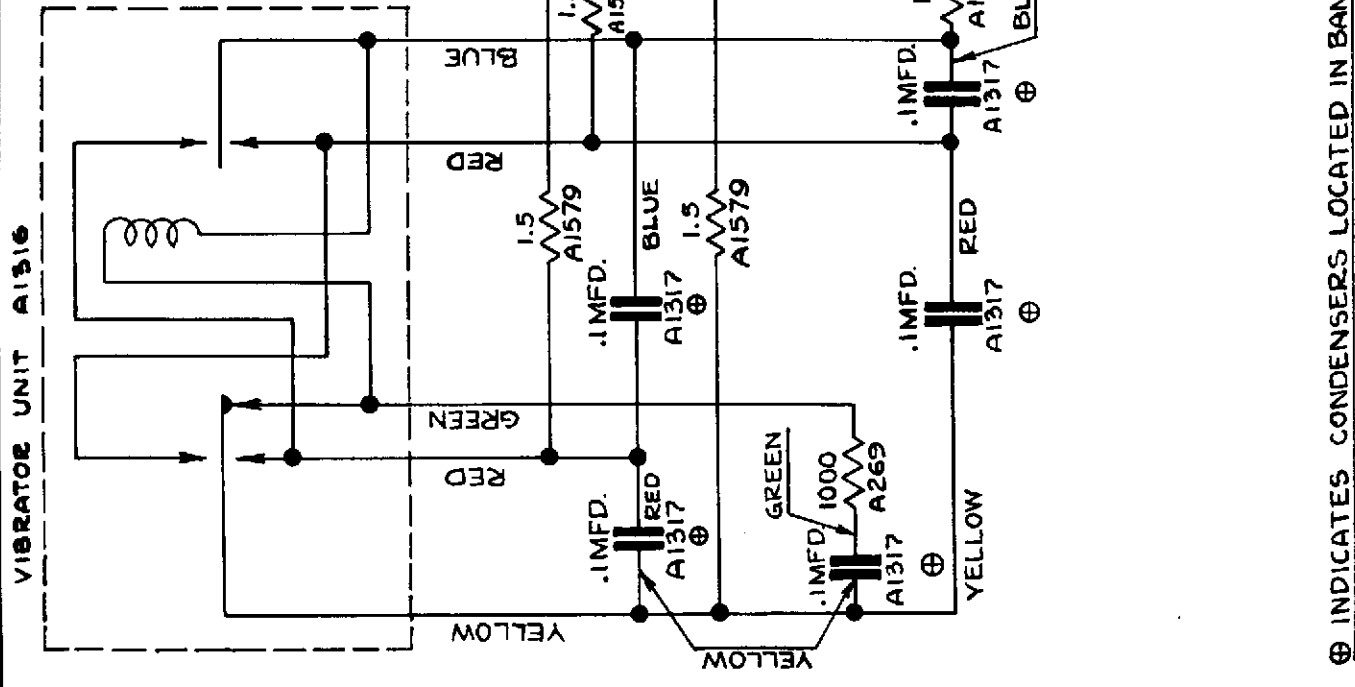 VIBRATOR UNIT A1316
BLUE
RED
GREEN
RED
YELLOW
1.5
A1579
.1MFD.
A1317
⊕
BLUE
1.5
A1579
.1MFD.
A1317
⊕
RED
YELLOW
GREEN
1000
A269
.1MFD.
A1317
⊕
.1MFD.
A1317
⊕
RED
.1MFD.
A1317
⊕
YELLOW
⊕ INDICATES CONDENSERS LOCATED IN